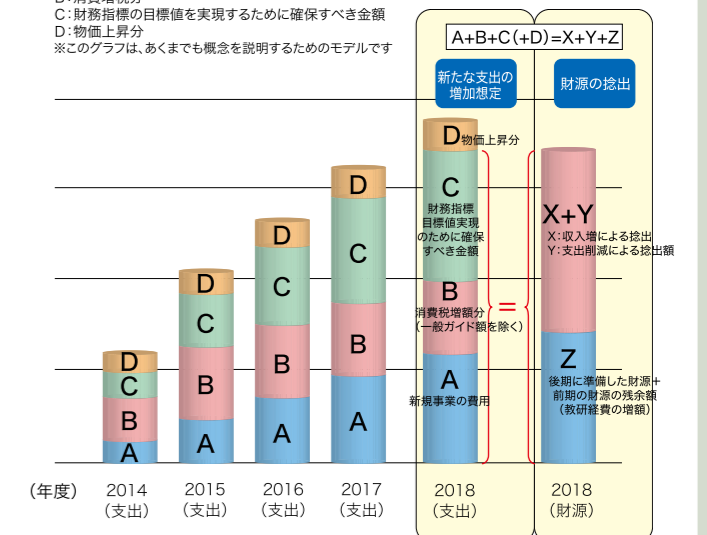 C:財務指標の目標値を実現するために確保すべき金額
D:物価上昇分
※このグラフは、あくまでも概念を説明するためのモデルです
A+B+C(+D)=X+Y+Z
新たな支出の
増加想定
財源の捻出
D
C
B
A
D
C
B
A
D
C
B
A
D
C
B
A
D物価上昇分
C
財務指標
目標値実現
のために確保
すべき金額
B
消費税増額分
(一般ガイド額を除く)
A
新規事業の費用
=
X+Y
X:収入増による捻出
Y:支出削減による捻出額
Z
後期に準備した財源+
前期の財源の残余額
(教研経費の増額)
(年度)
2014
(支出)
2015
(支出)
2016
(支出)
2017
(支出)
2018
(支出)
2018
(財源)